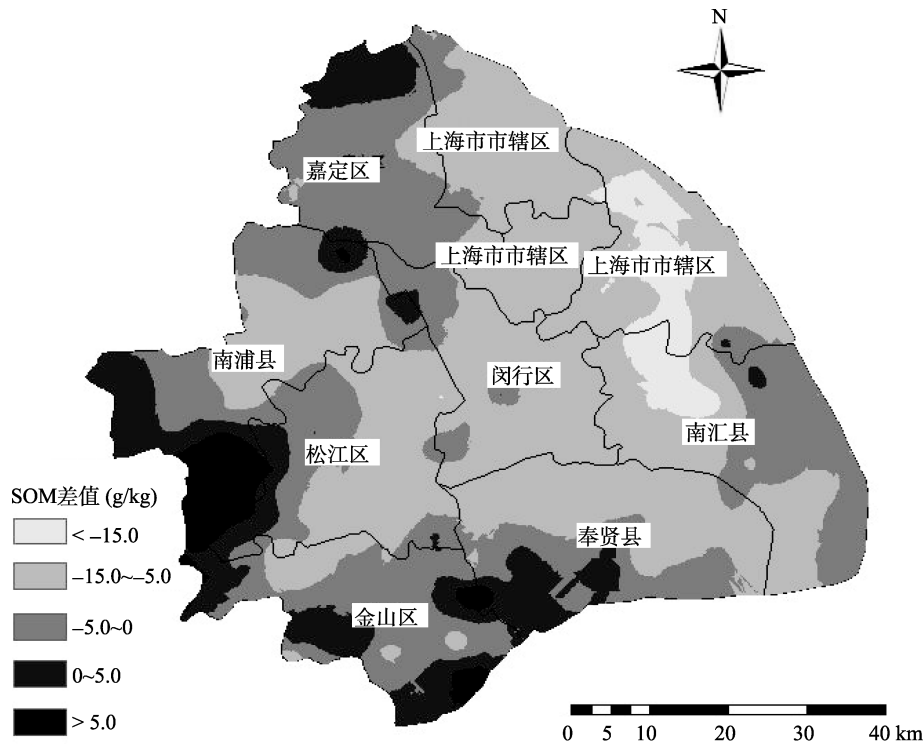 N
上海市市辖区
嘉定区
上海市市辖区
上海市市辖区
南浦县
闵行区
南汇县
松江区
SOM差值 (g/kg)
< –15.0
–15.0~–5.0
–5.0~0
0~5.0
> 5.0
奉贤县
金山区
0 5 10 20 30 40 km